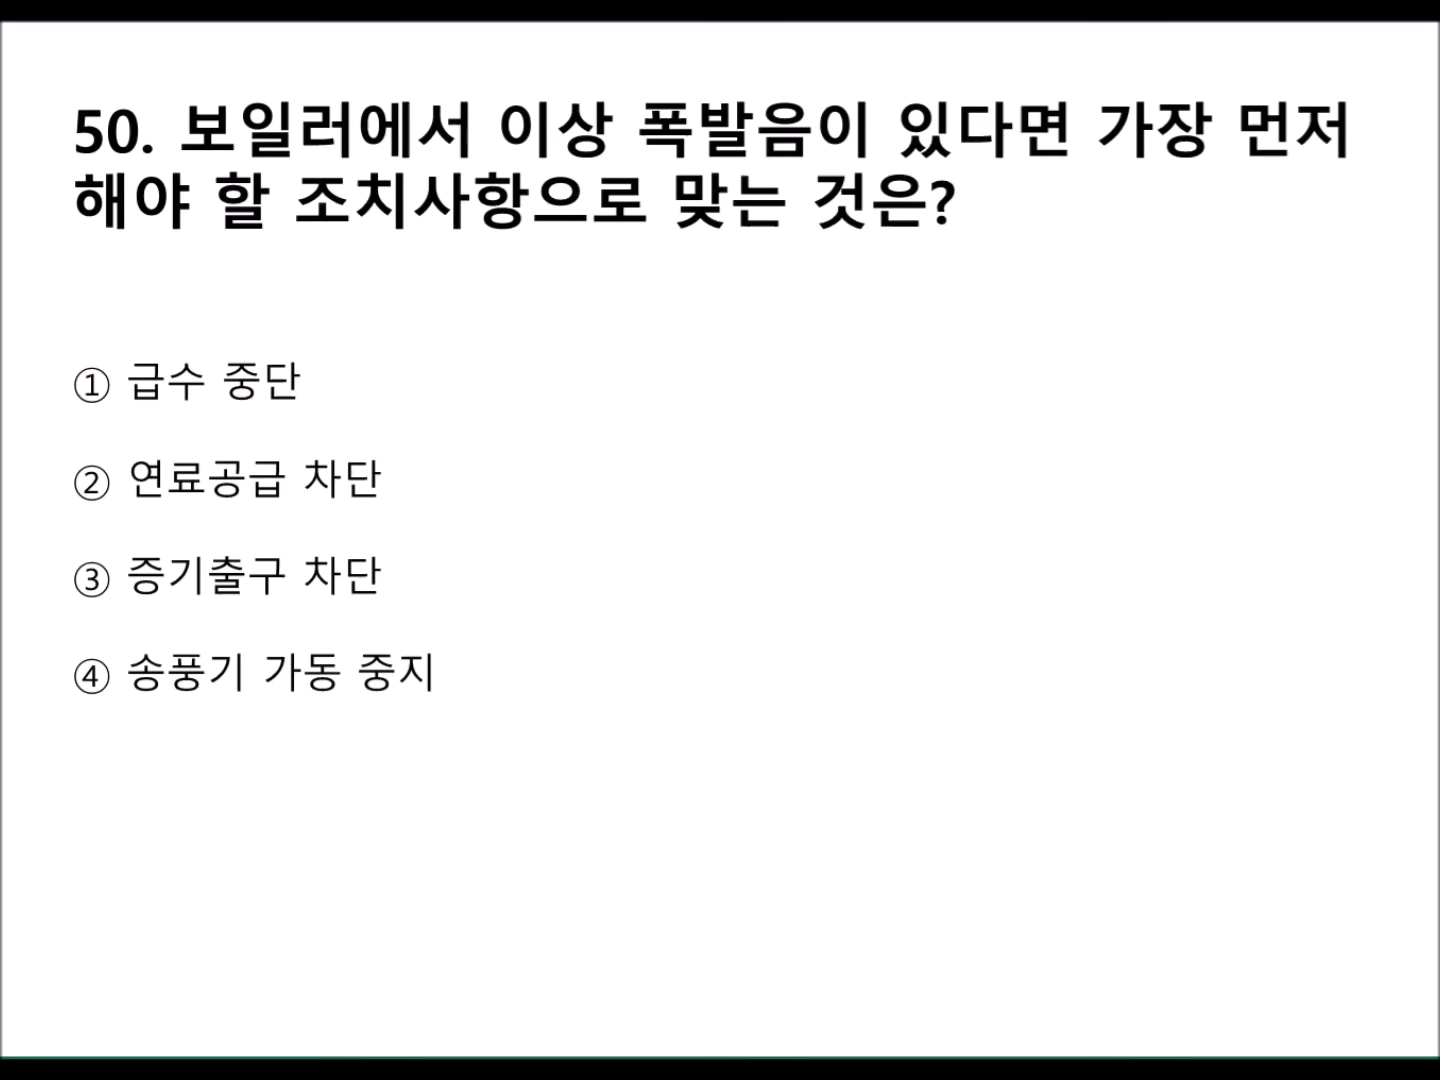 50. 보일러에서 이상 폭발음이 있다면 가장 먼저
해야 할 조치사항으로 맞는 것은?
① 급수 중단
② 연료공급 차단
③ 증기출구 차단
④ 송풍기 가동 중지